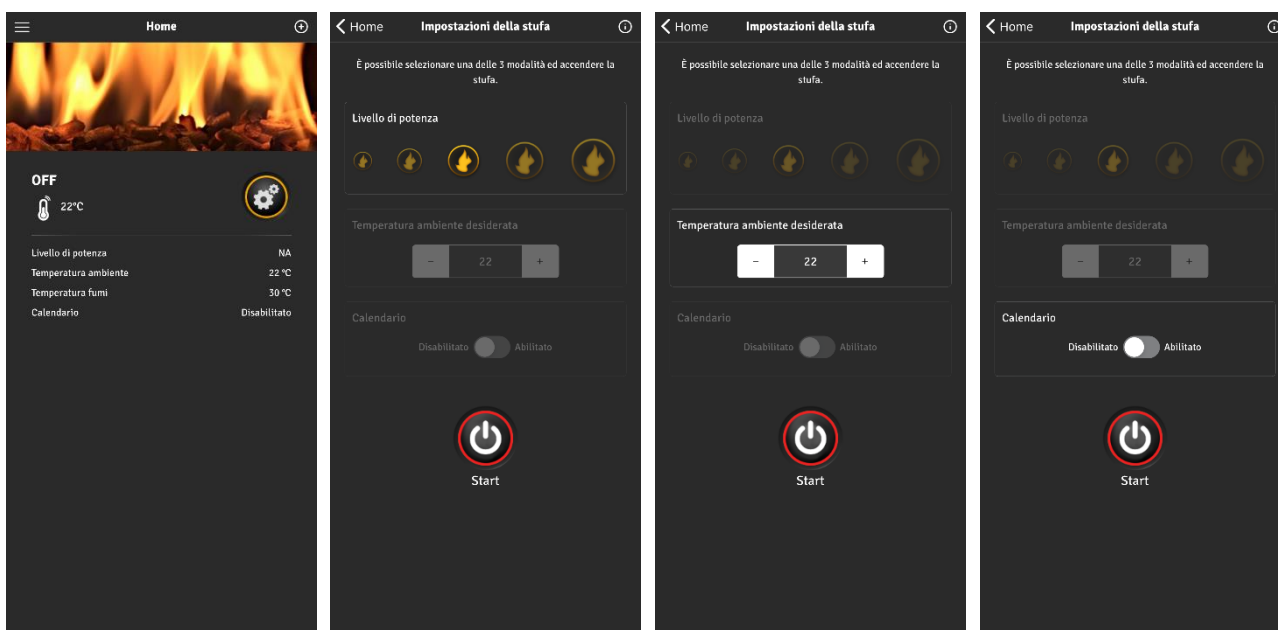 Home
OFF
22°C
Livello di potenza NA
Temperatura ambiente 22 °C
Temperatura fumi 30 °C
Calendario Disabilitato
Home Impostazioni della stufa
È possibile selezionare una delle 3 modalità ed accendere la
stufa.
Livello di potenza
Temperatura ambiente desiderata
− 22 +
Calendario
Disabilitato Abilitato
Start
Home Impostazioni della stufa
È possibile selezionare una delle 3 modalità ed accendere la
stufa.
Livello di potenza
Temperatura ambiente desiderata
− 22 +
Calendario
Disabilitato Abilitato
Start
Home Impostazioni della stufa
È possibile selezionare una delle 3 modalità ed accendere la
stufa.
Livello di potenza
Temperatura ambiente desiderata
− 22 +
Calendario
Disabilitato Abilitato
Start